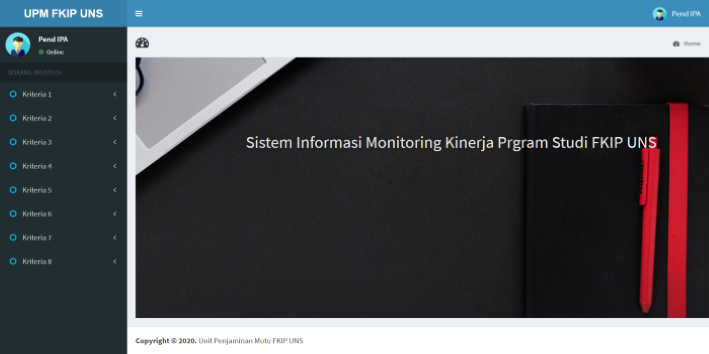 UPM FKIP UNS
Pend IPA
Pend IPA
Online
Home
BORANG INSTITUSI
Kriteria 1
Kriteria 2
Kriteria 3
Kriteria 4
Kriteria 5
Kriteria 6
Kriteria 7
Kriteria 8
Sistem Informasi Monitoring Kinerja Prgram Studi FKIP UNS
Copyright © 2020. Unit Penjaminan Mutu FKIP UNS